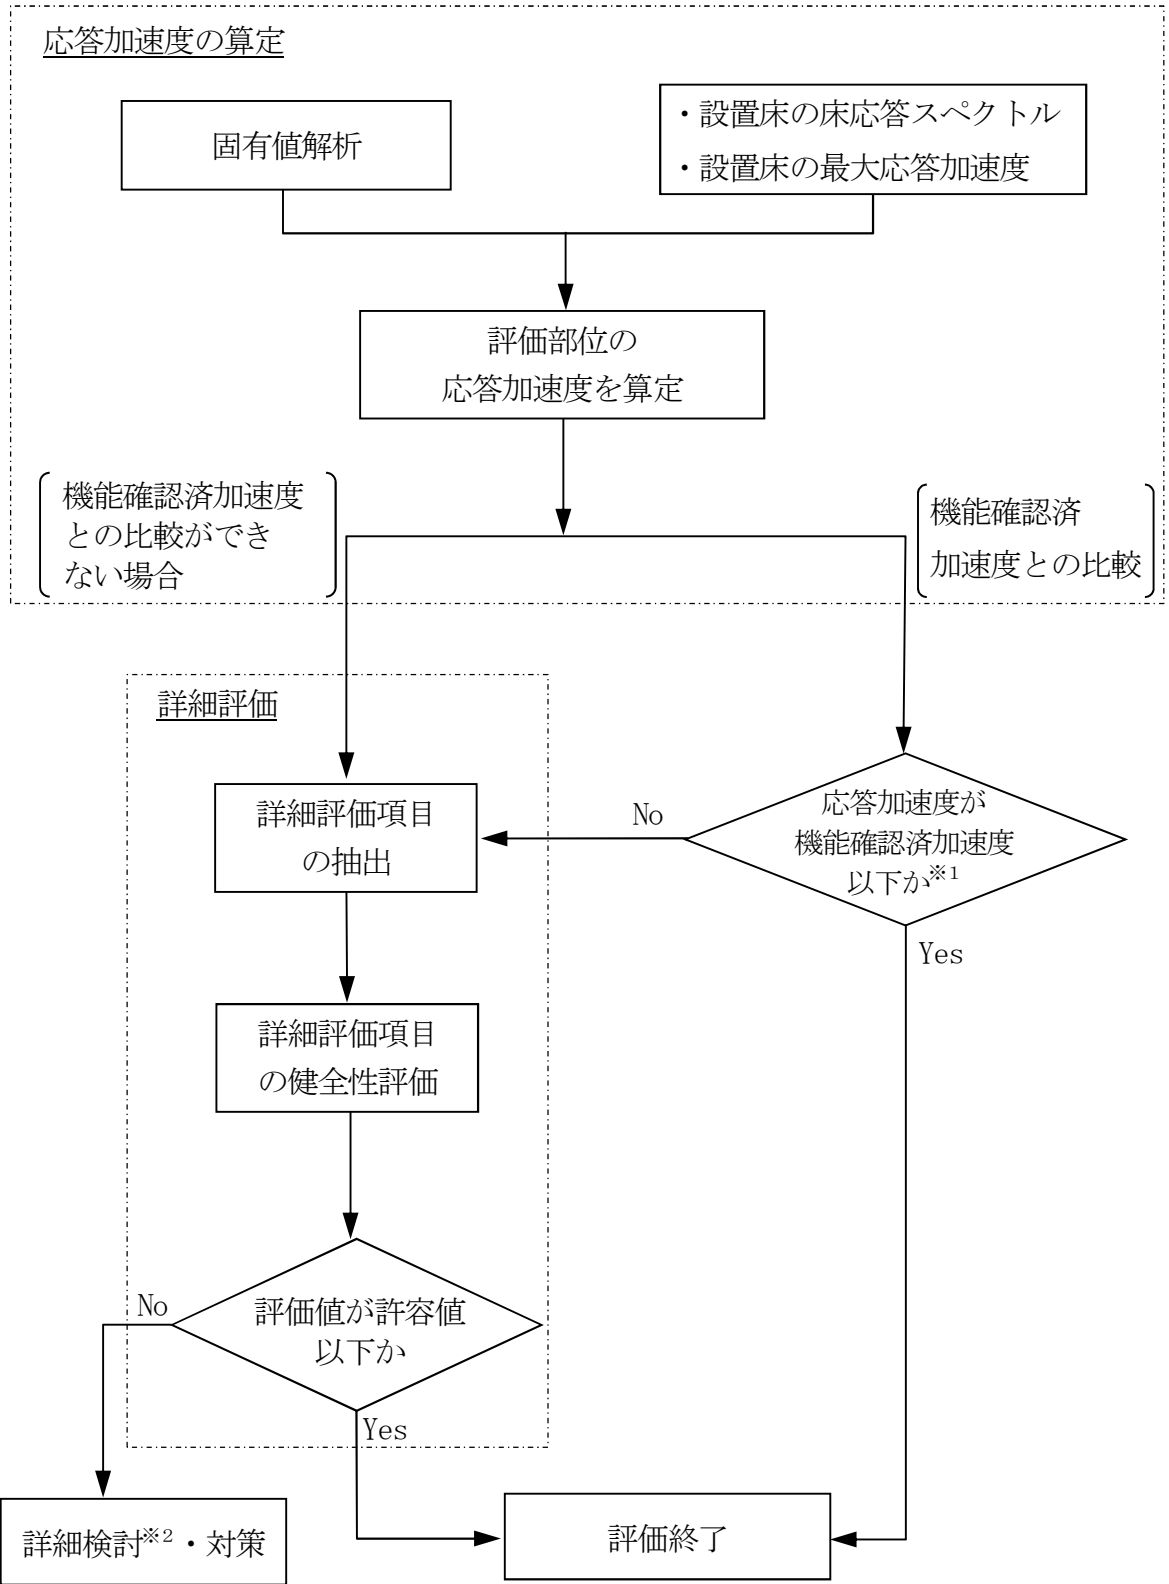 応答加速度の算定
固有値解析
・設置床の床応答スペクトル
・設置床の最大応答加速度
評価部位の
応答加速度を算定
機能確認済加速度
との比較ができ
ない場合
機能確認済
加速度との比較
詳細評価
詳細評価項目
の抽出
No
応答加速度が
機能確認済加速度
以下か※1
Yes
詳細評価項目
の健全性評価
No
評価値が許容値
以下か
Yes
詳細検討※2・対策
評価終了